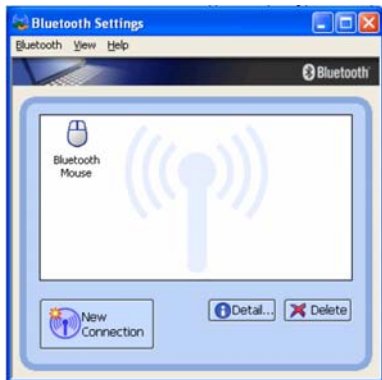 Bluetooth Settings
Bluetooth View Help
Bluetooth
Bluetooth
Mouse
New
Connection
Detail...
Delete